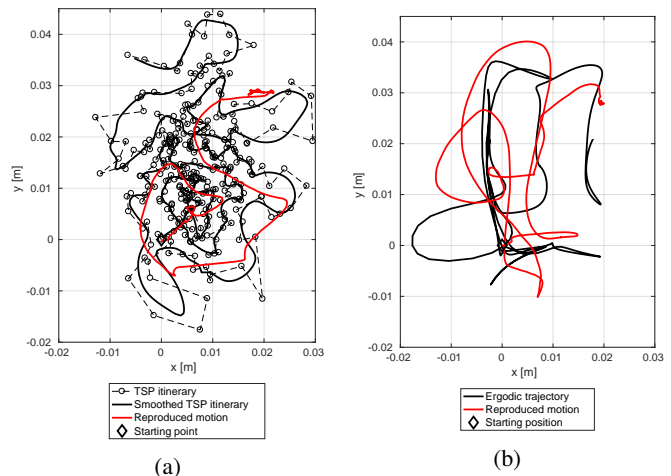 0.04
0.03
0.02
0.01
0
-0.01
-0.02
y [m]
-0.02 -0.01 0 0.01 0.02 0.03
x [m]
TSP itinerary
Smoothed TSP itinerary
Reproduced motion
Starting point
(a)
0.04
0.03
0.02
0.01
0
-0.01
-0.02
y [m]
-0.02 -0.01 0 0.01 0.02 0.03
x [m]
Ergodic trajectory
Reproduced motion
Starting position
(b)